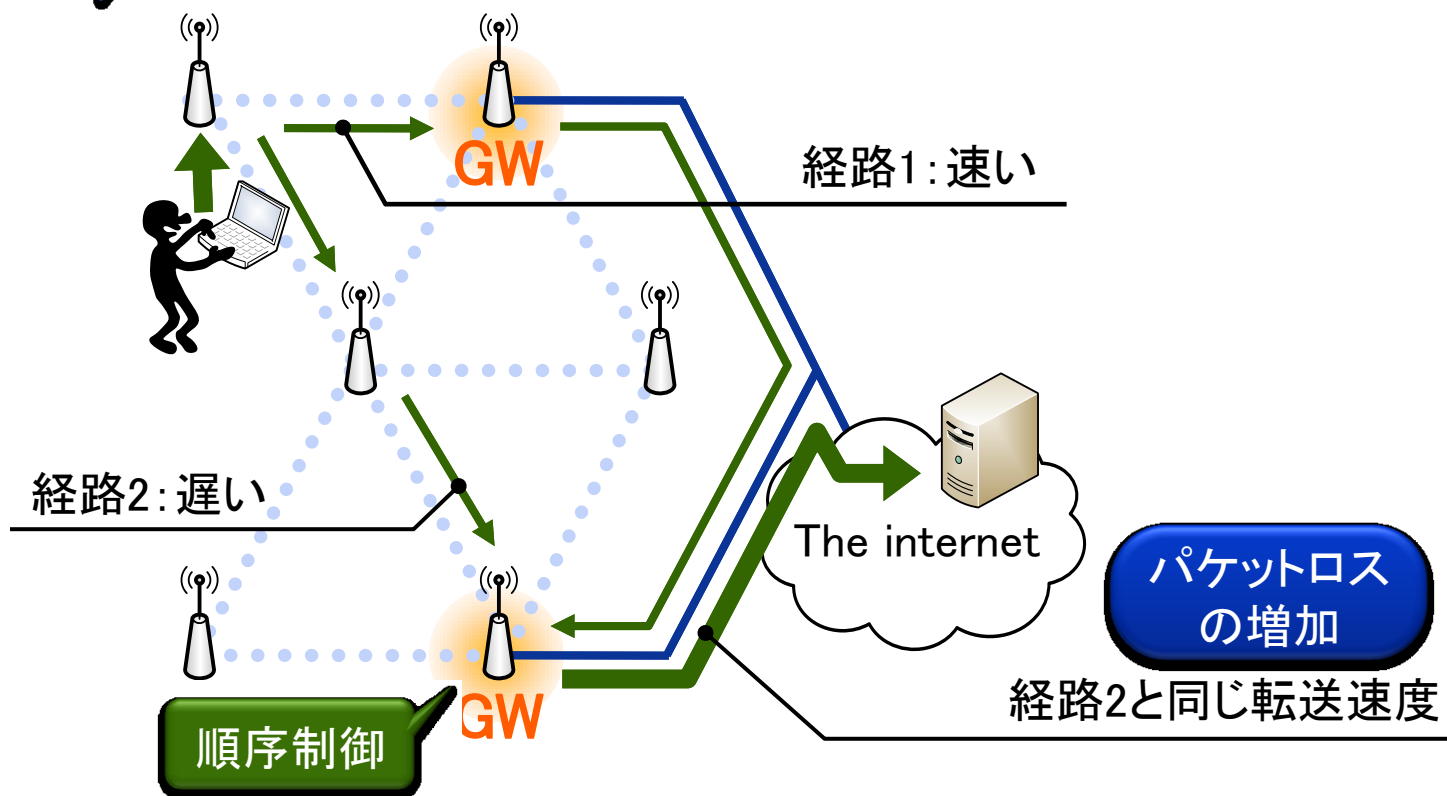 GW
経路1:速い
経路2:遅い
The internet
パケットロス
の増加
経路2と同じ転送速度
GW
順序制御